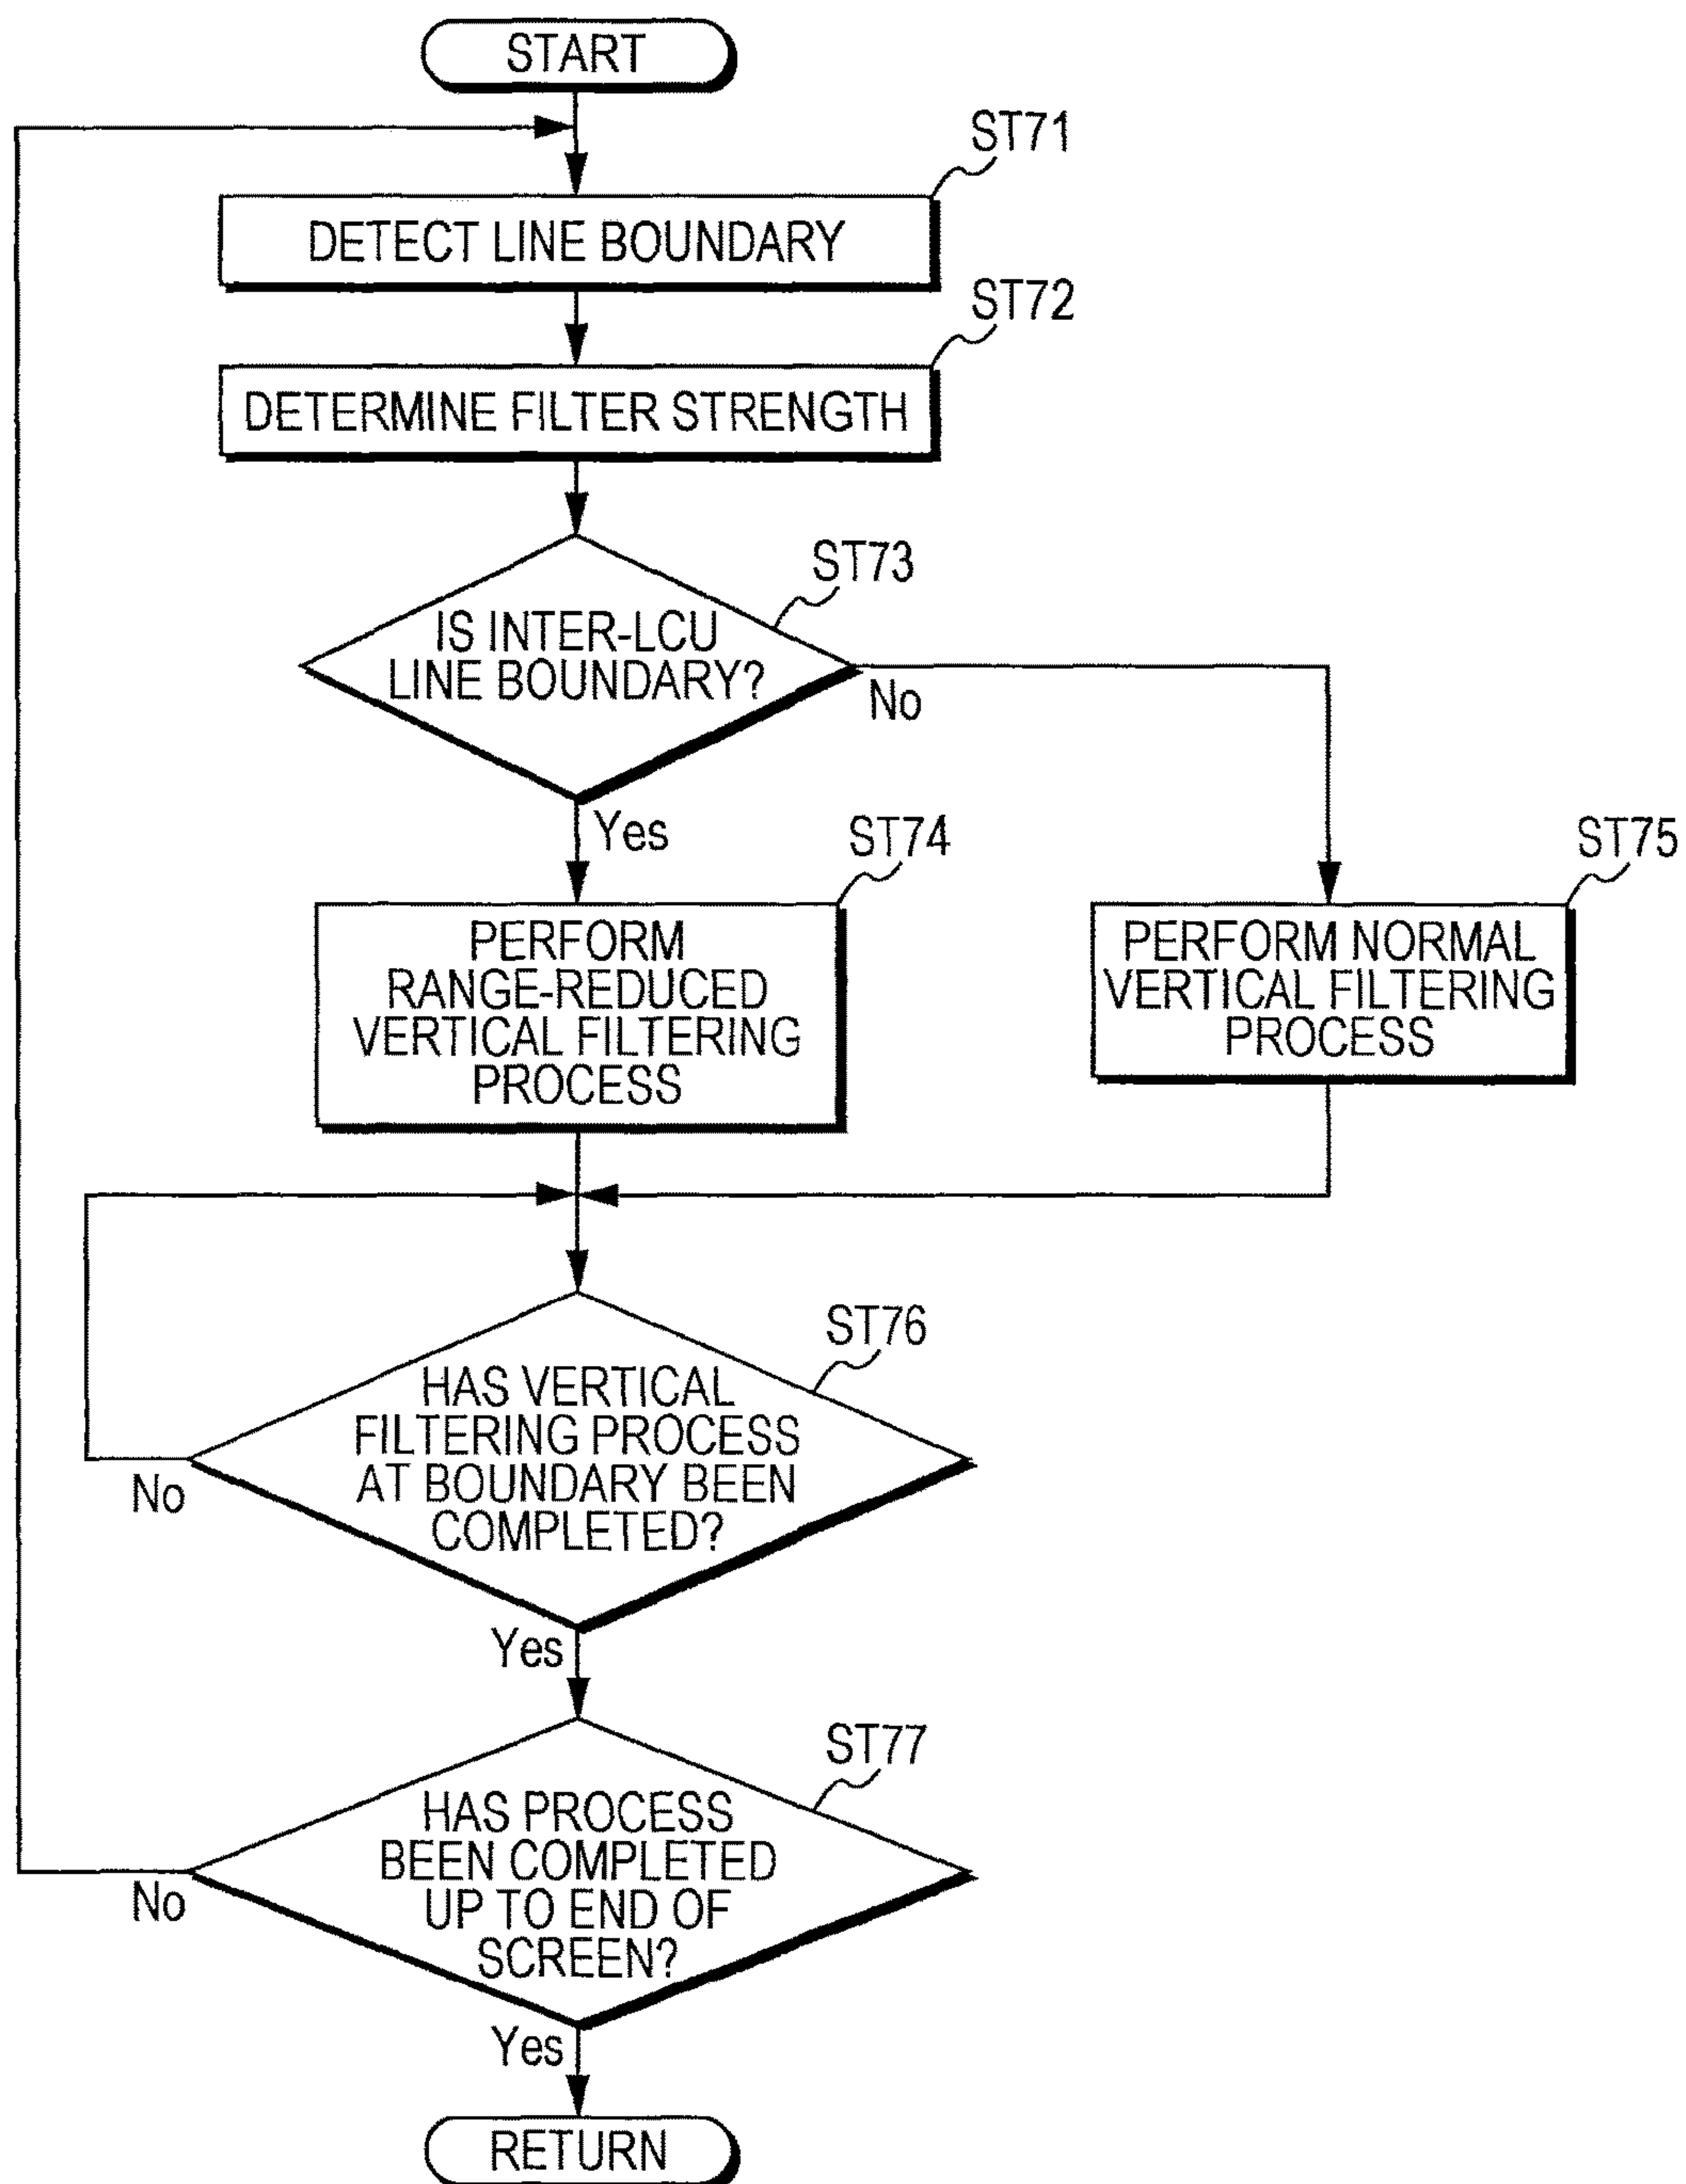 START
ST71
DETECT LINE BOUNDARY
ST72
DETERMINE FILTER STRENGTH
ST73
IS INTER-LCU
LINE BOUNDARY?
No
Yes
ST74
PERFORM
RANGE-REDUCED
VERTICAL FILTERING
PROCESS
ST75
PERFORM NORMAL
VERTICAL FILTERING
PROCESS
ST76
HAS VERTICAL
FILTERING PROCESS
AT BOUNDARY BEEN
COMPLETED?
No
Yes
ST77
HAS PROCESS
BEEN COMPLETED
UP TO END OF
SCREEN?
No
Yes
RETURN